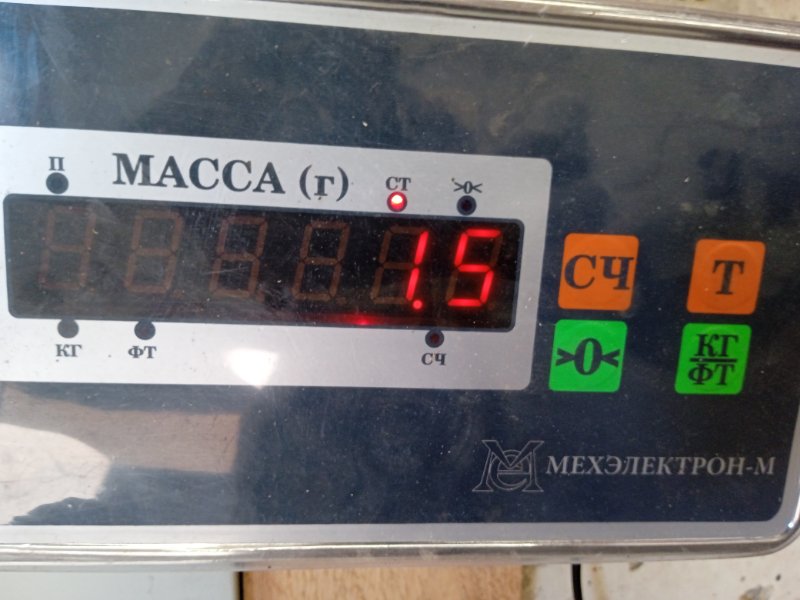 П
МАССА (г)
СТ
>0<
1.5
КГ
ФТ
СЧ
СЧ
Т
>0<
КГ
ФТ
МЕХЭЛЕКТРОН-М